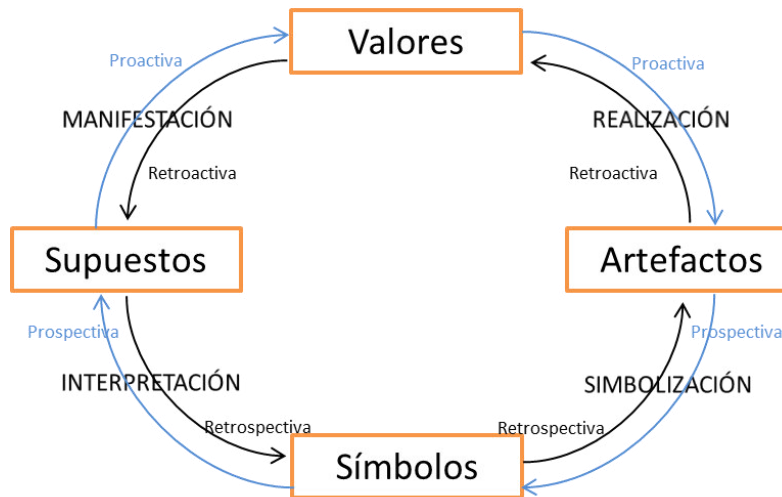 Valores
Proactiva
Proactiva
MANIFESTACIÓN
REALIZACIÓN
Retroactiva
Retroactiva
Supuestos
Artefactos
Prospectiva
Prospectiva
INTERPRETACIÓN
SIMBOLIZACIÓN
Retrospectiva
Retrospectiva
Símbolos